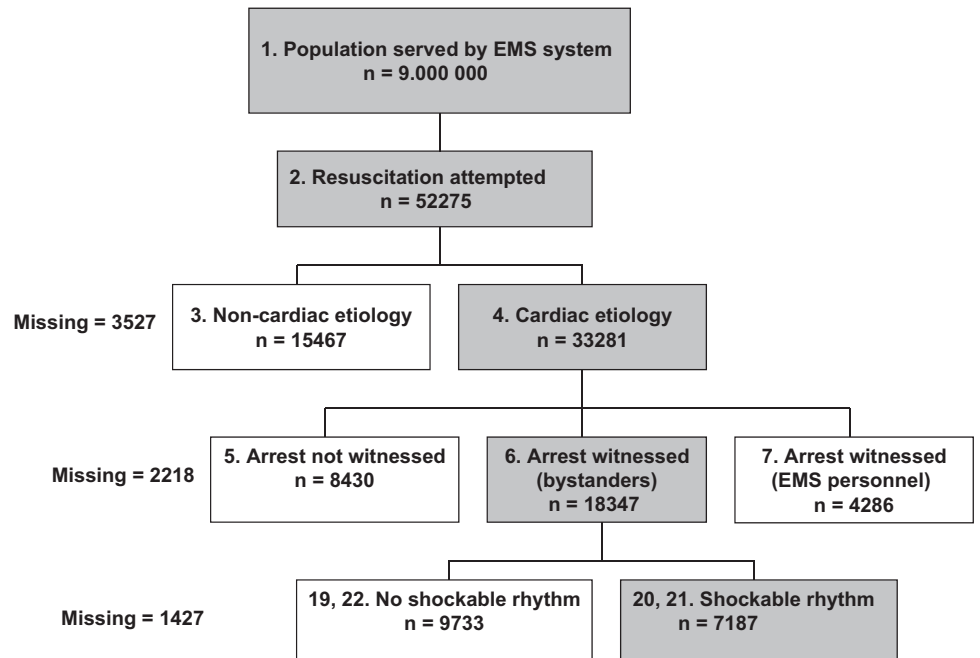 1. Population served by EMS system
n = 9.000 000
2. Resuscitation attempted
n = 52275
Missing = 3527
3. Non-cardiac etiology
n = 15467
4. Cardiac etiology
n = 33281
Missing = 2218
5. Arrest not witnessed
n = 8430
6. Arrest witnessed
(bystanders)
n = 18347
7. Arrest witnessed
(EMS personnel)
n = 4286
Missing = 1427
19, 22. No shockable rhythm
n = 9733
20, 21. Shockable rhythm
n = 7187